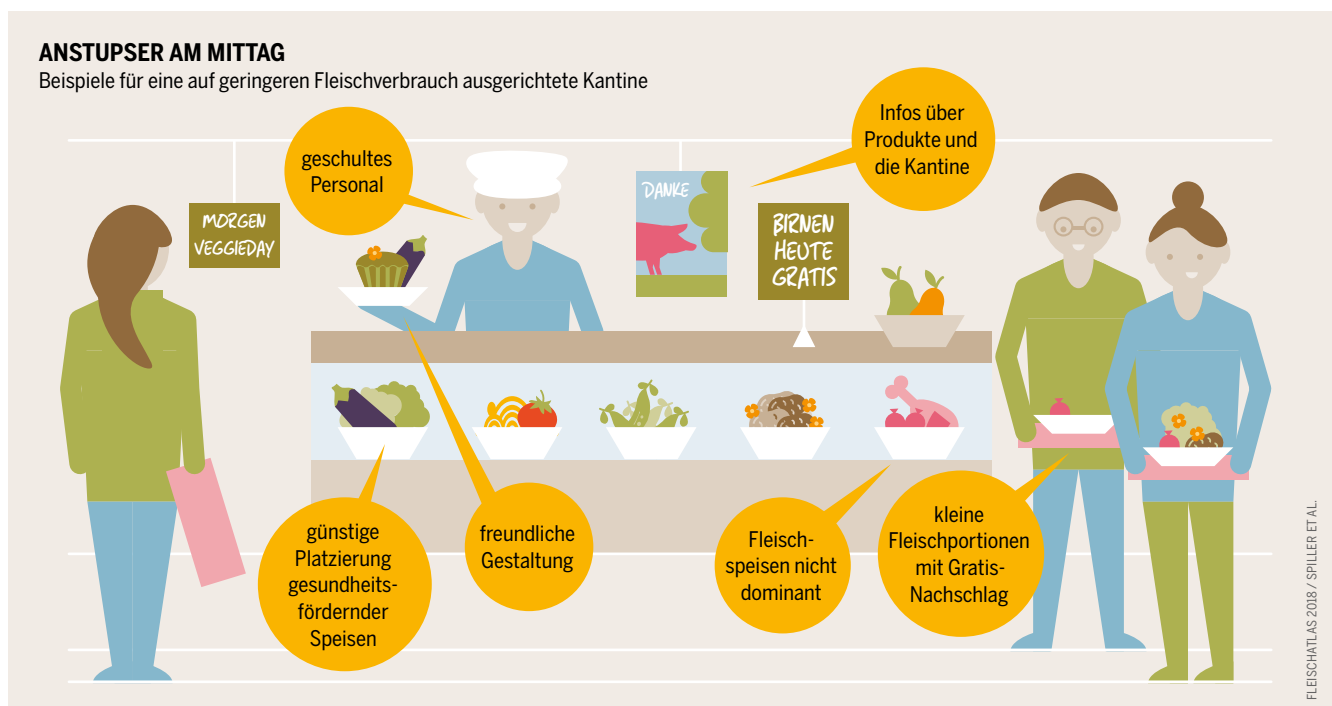 ANSTUPSER AM MITTAG
Beispiele für eine auf geringeren Fleischverbrauch ausgerichtete Kantine
geschultes
Personal
Infos über
Produkte und
die Kantine
MORGEN
VEGGIEDAY
DANKE
BIRNEN
HEUTE
GRATIS
günstige
Platzierung
gesundheits-
fördernder
Speisen
freundliche
Gestaltung
Fleisch-
speisen nicht
dominant
kleine
Fleischportionen
mit Gratis-
Nachschlag
FLEISCHATLAS 2018 / SPILLER ET AL.